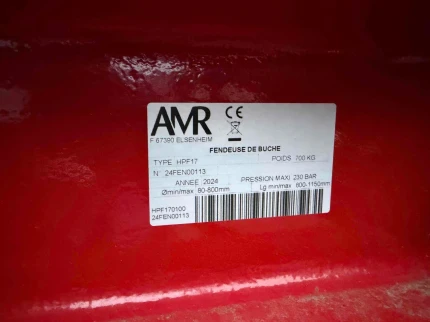 AMR CE
F 67390 ELSENHEIM
FENDEUSE DE BUCHE
TYPE HPF17 POIDS 700 KG
N° 24FEN00113
ANNEE 2024 PRESSION MAXI 230 BAR
Ømin/max 80-600mm Lg min/max 600-1150mm
HPF170100
24FEN00113